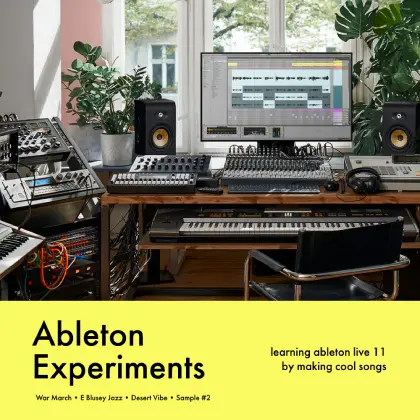 Ableton
Experiments
learning ableton live 11
by making cool songs
War March • E Blusey Jazz • Desert Vibe • Sample #2